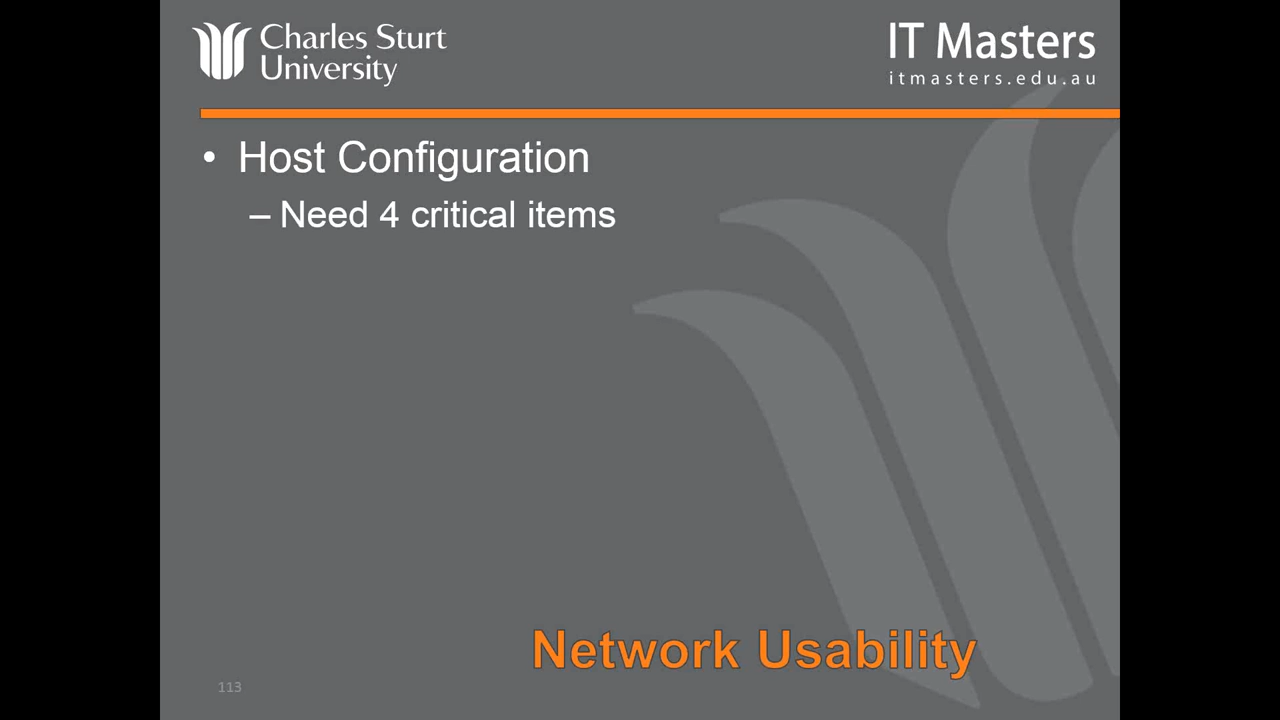 Charles Sturt
University
IT Masters
itmasters.edu.au
• Host Configuration
– Need 4 critical items
Network Usability
113